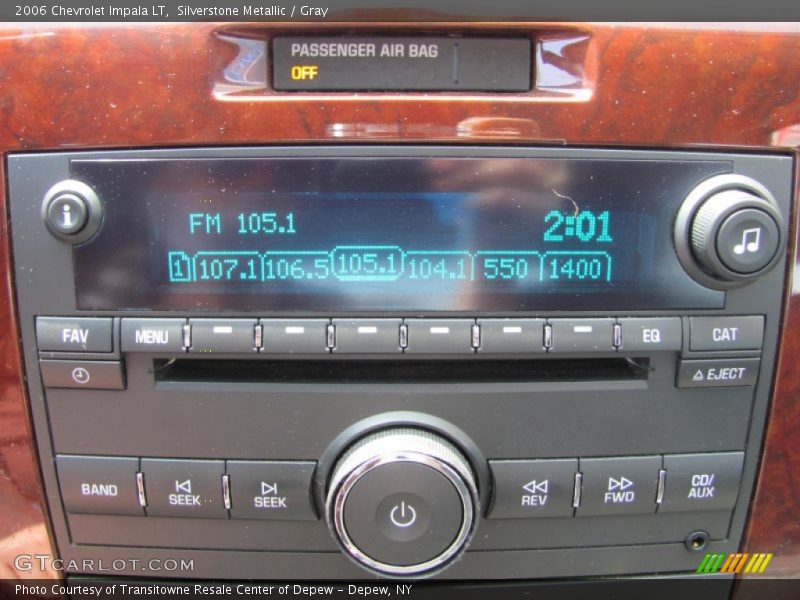 2006 Chevrolet Impala LT, Silverstone Metallic / Gray
PASSENGER AIR BAG
OFF
i
FM 105.1 2:01
1 107.1 106.5 105.1 104.1 550 1400
FAV MENU EQ CAT
EJECT
BAND SEEK SEEK REV FWD CD/
AUX
GTCARLOT.COM
Photo Courtesy of Transitowne Resale Center of Depew - Depew, NY